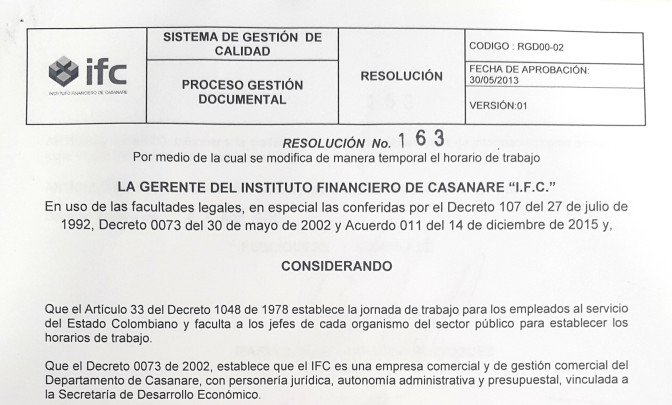 ifc
INSTITUTO FINANCIERO DE CASANARE
SISTEMA DE GESTIÓN DE
CALIDAD
PROCESO GESTIÓN
DOCUMENTAL
RESOLUCIÓN
CODIGO : RGD00-02
FECHA DE APROBACIÓN:
30/05/2013
VERSIÓN:01
RESOLUCIÓN No. 163
Por medio de la cual se modifica de manera temporal el horario de trabajo
LA GERENTE DEL INSTITUTO FINANCIERO DE CASANARE “I.F.C.”
En uso de las facultades legales, en especial las conferidas por el Decreto 107 del 27 de julio de
1992, Decreto 0073 del 30 de mayo de 2002 y Acuerdo 011 del 14 de diciembre de 2015 y,
CONSIDERANDO
Que el Artículo 33 del Decreto 1048 de 1978 establece la jornada de trabajo para los empleados al servicio
del Estado Colombiano y faculta a los jefes de cada organismo del sector público para establecer los
horarios de trabajo.
Que el Decreto 0073 de 2002, establece que el IFC es una empresa comercial y de gestión comercial del
Departamento de Casanare, con personería jurídica, autonomía administrativa y presupuestal, vinculada a
la Secretaría de Desarrollo Económico.